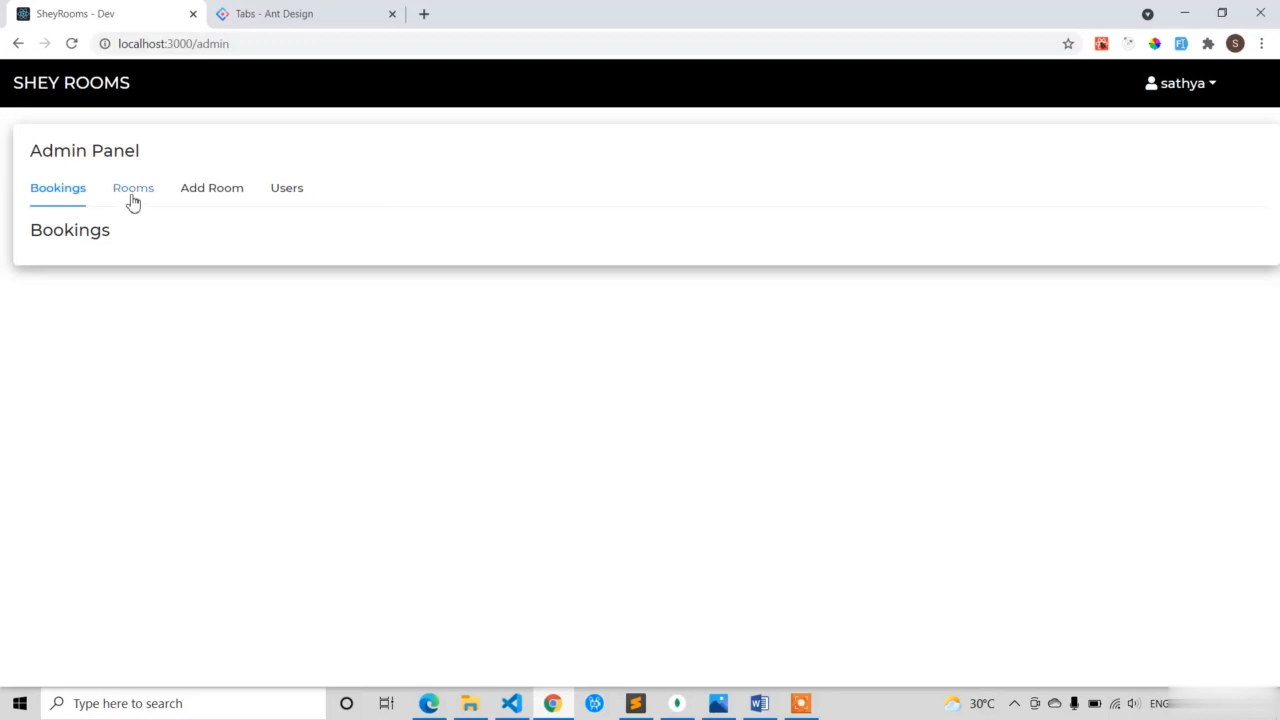 SheyRooms - Dev
Tabs - Ant Design
localhost:3000/admin
S
SHEY ROOMS
sathya
Admin Panel
Bookings Rooms Add Room Users
Bookings
Type here to search
30°C
ENG